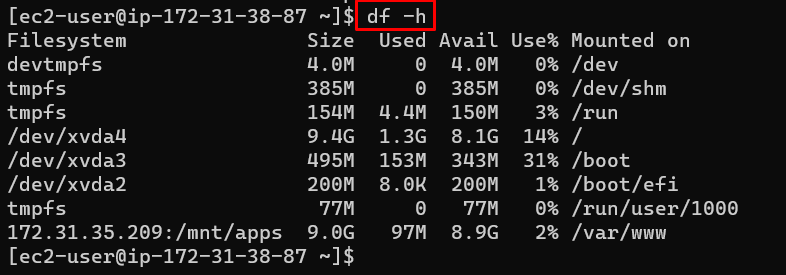 [ec2-user@ip-172-31-38-87 ~]$ df -h
Filesystem Size Used Avail Use% Mounted on
devtmpfs 4.0M 0 4.0M 0% /dev
tmpfs 385M 0 385M 0% /dev/shm
tmpfs 154M 4.4M 150M 3% /run
/dev/xvda4 9.4G 1.3G 8.1G 14% /
/dev/xvda3 495M 153M 343M 31% /boot
/dev/xvda2 200M 8.0K 200M 1% /boot/efi
tmpfs 77M 0 77M 0% /run/user/1000
172.31.35.209:/mnt/apps 9.0G 97M 8.9G 2% /var/www
[ec2-user@ip-172-31-38-87 ~]$